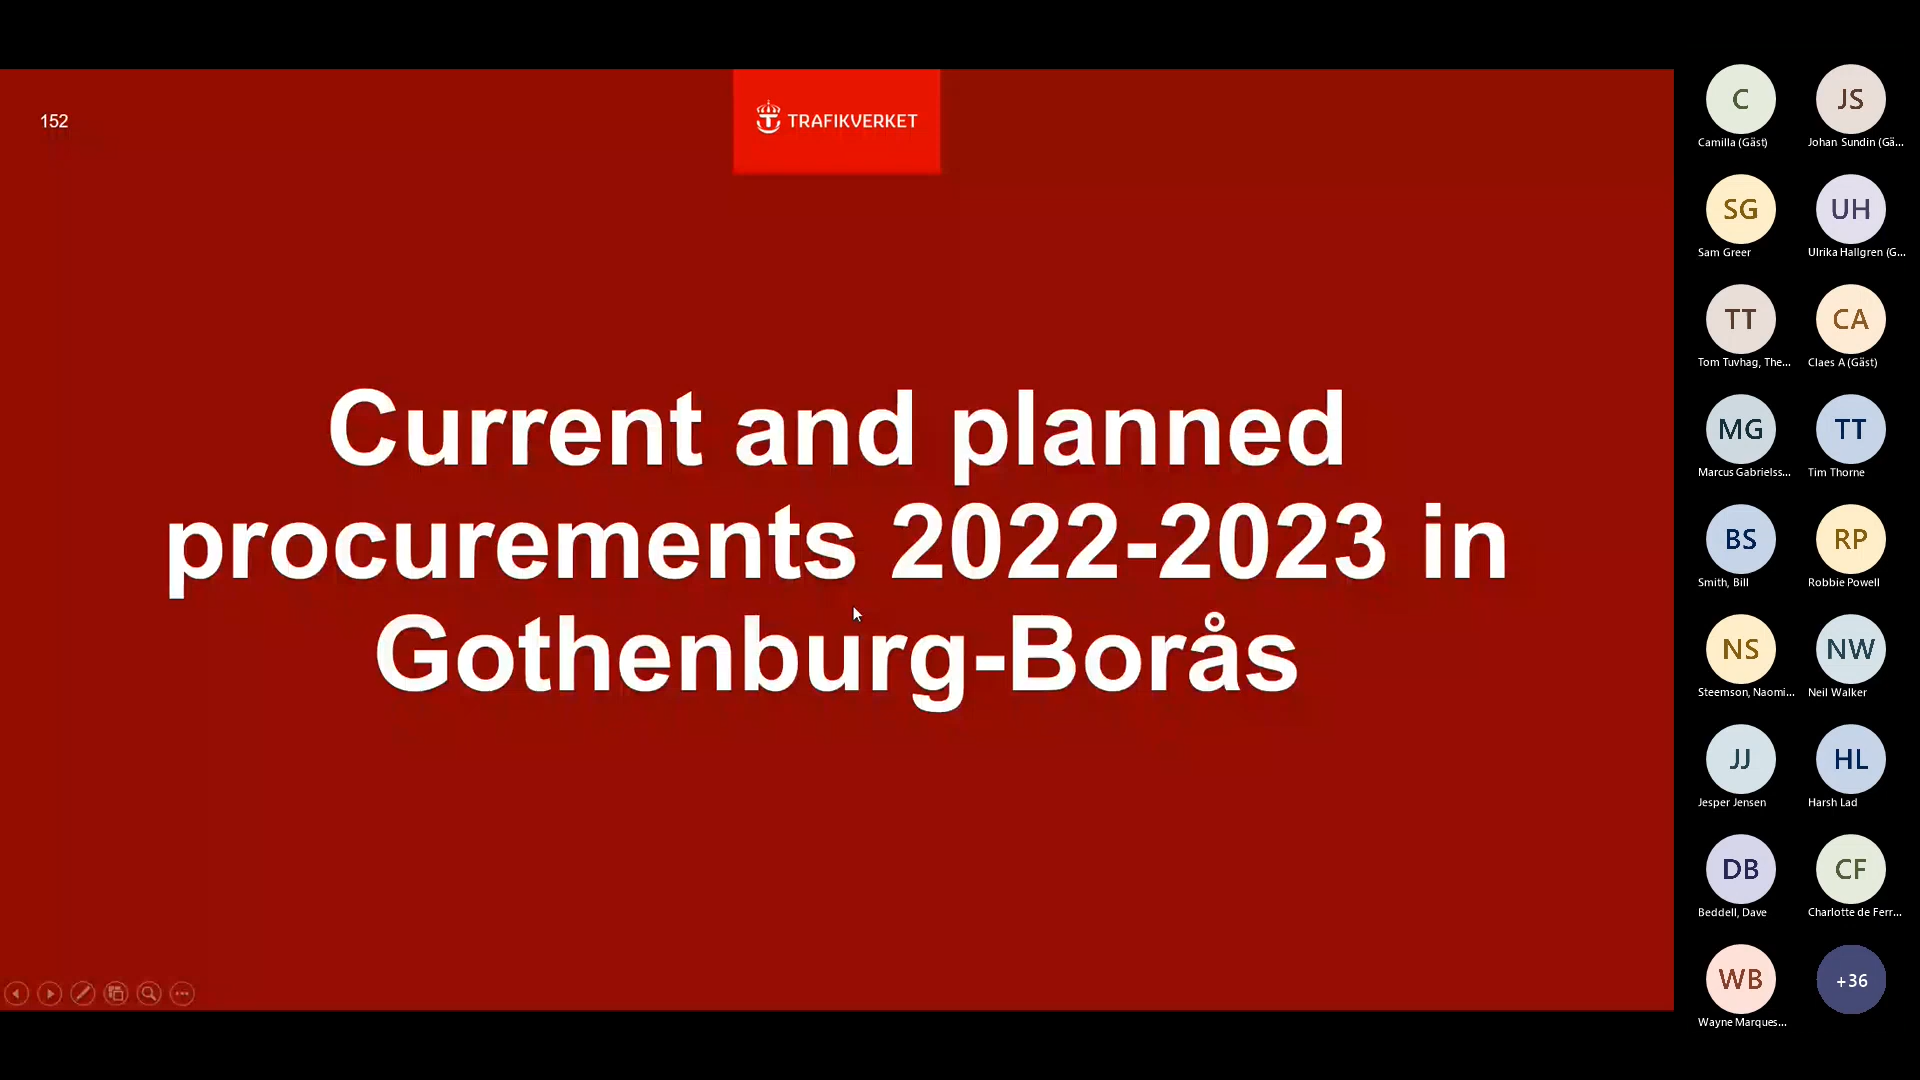 152
TRAFIKVERKET
Current and planned
procurements 2022-2023 in
Gothenburg-Borås
C
Camilla (Gäst)
JS
Johan Sundin (Gä...
SG
Sam Greer
UH
Ulrika Hallgren (G...
TT
Tom Tuvhag, The...
CA
Claes A (Gäst)
MG
Marcus Gabrielss...
TT
Tim Thorne
BS
Smith, Bill
RP
Robbie Powell
NS
Steemson, Naomi...
NW
Neil Walker
JJ
Jesper Jensen
HL
Harsh Lad
DB
Beddell, Dave
CF
Charlotte de Ferr...
WB
Wayne Marques...
+36